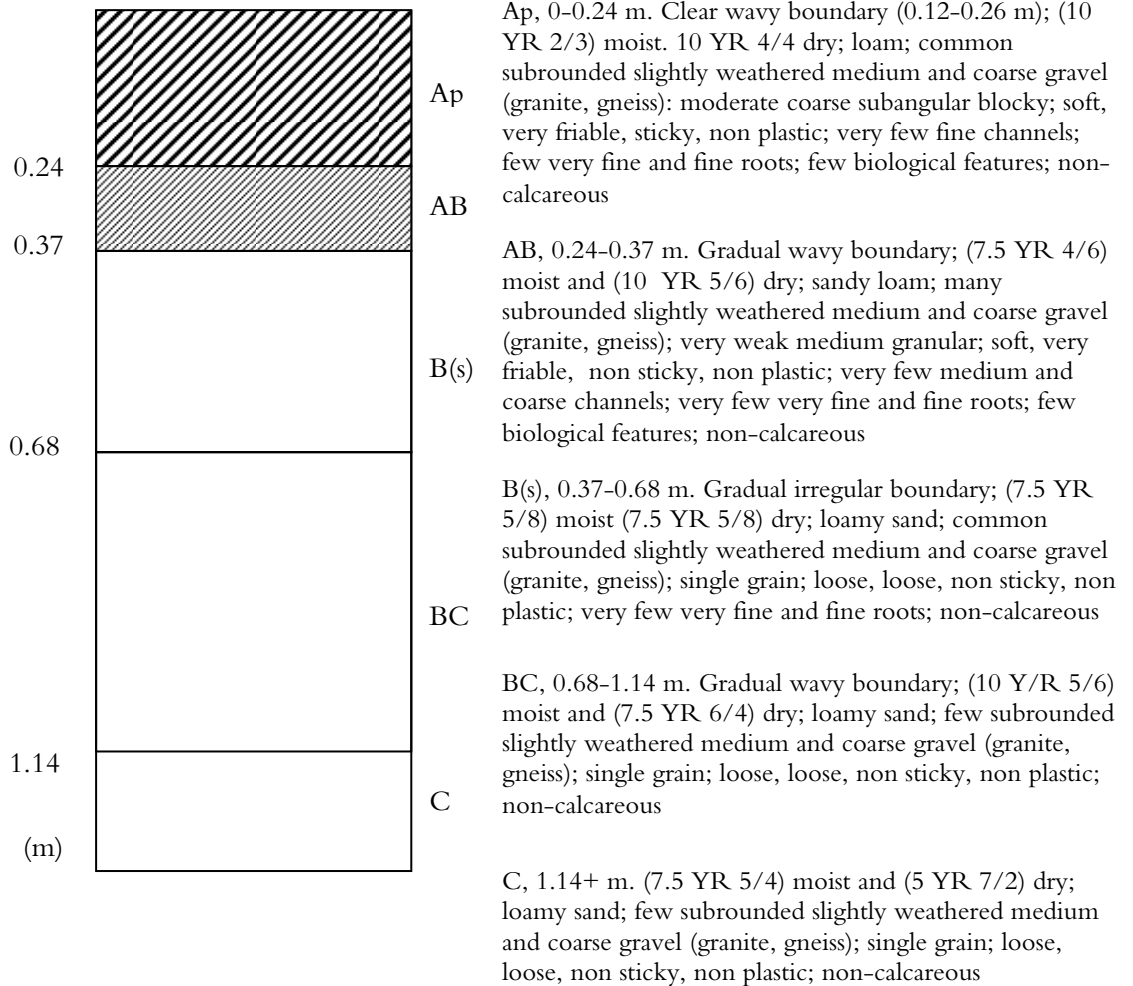 Ap, 0-0.24 m. Clear wavy boundary (0.12-0.26 m); (10
YR 2/3) moist. 10 YR 4/4 dry; loam; common
subrounded slightly weathered medium and coarse gravel
(granite, gneiss): moderate coarse subangular blocky; soft,
very friable, sticky, non plastic; very few fine channels;
few very fine and fine roots; few biological features; non-
calcareous
AB, 0.24-0.37 m. Gradual wavy boundary; (7.5 YR 4/6)
moist and (10 YR 5/6) dry; sandy loam; many
subrounded slightly weathered medium and coarse gravel
(granite, gneiss); very weak medium granular; soft, very
friable, non sticky, non plastic; very few medium and
coarse channels; very few very fine and fine roots; few
biological features; non-calcareous
B(s), 0.37-0.68 m. Gradual irregular boundary; (7.5 YR
5/8) moist (7.5 YR 5/8) dry; loamy sand; common
subrounded slightly weathered medium and coarse gravel
(granite, gneiss); single grain; loose, loose, non sticky, non
plastic; very few very fine and fine roots; non-calcareous
BC, 0.68-1.14 m. Gradual wavy boundary; (10 Y/R 5/6)
moist and (7.5 YR 6/4) dry; loamy sand; few subrounded
slightly weathered medium and coarse gravel (granite,
gneiss); single grain; loose, loose, non sticky, non plastic;
non-calcareous
C, 1.14+ m. (7.5 YR 5/4) moist and (5 YR 7/2) dry;
loamy sand; few subrounded slightly weathered medium
and coarse gravel (granite, gneiss); single grain; loose,
loose, non sticky, non plastic; non-calcareous
Ap
0.24
AB
0.37
B(s)
0.68
BC
1.14
C
(m)